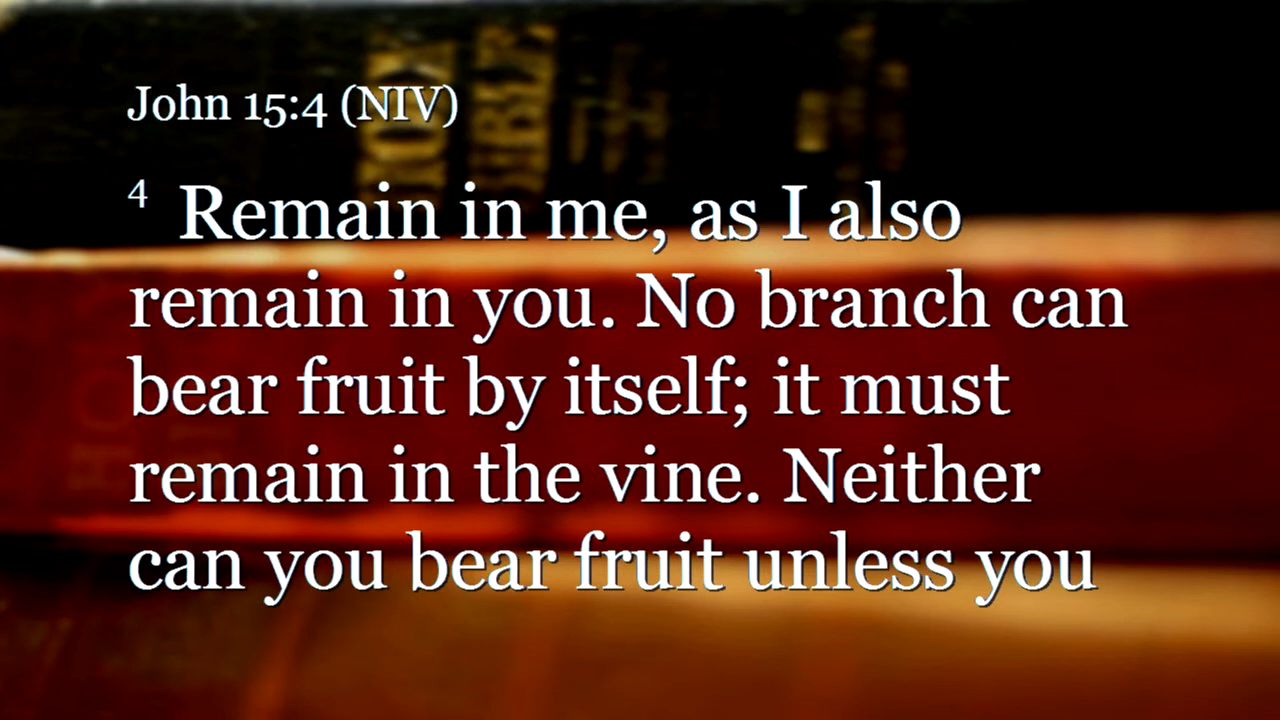 John 15:4 (NIV)
4 Remain in me, as I also
remain in you. No branch can
bear fruit by itself; it must
remain in the vine. Neither
can you bear fruit unless you